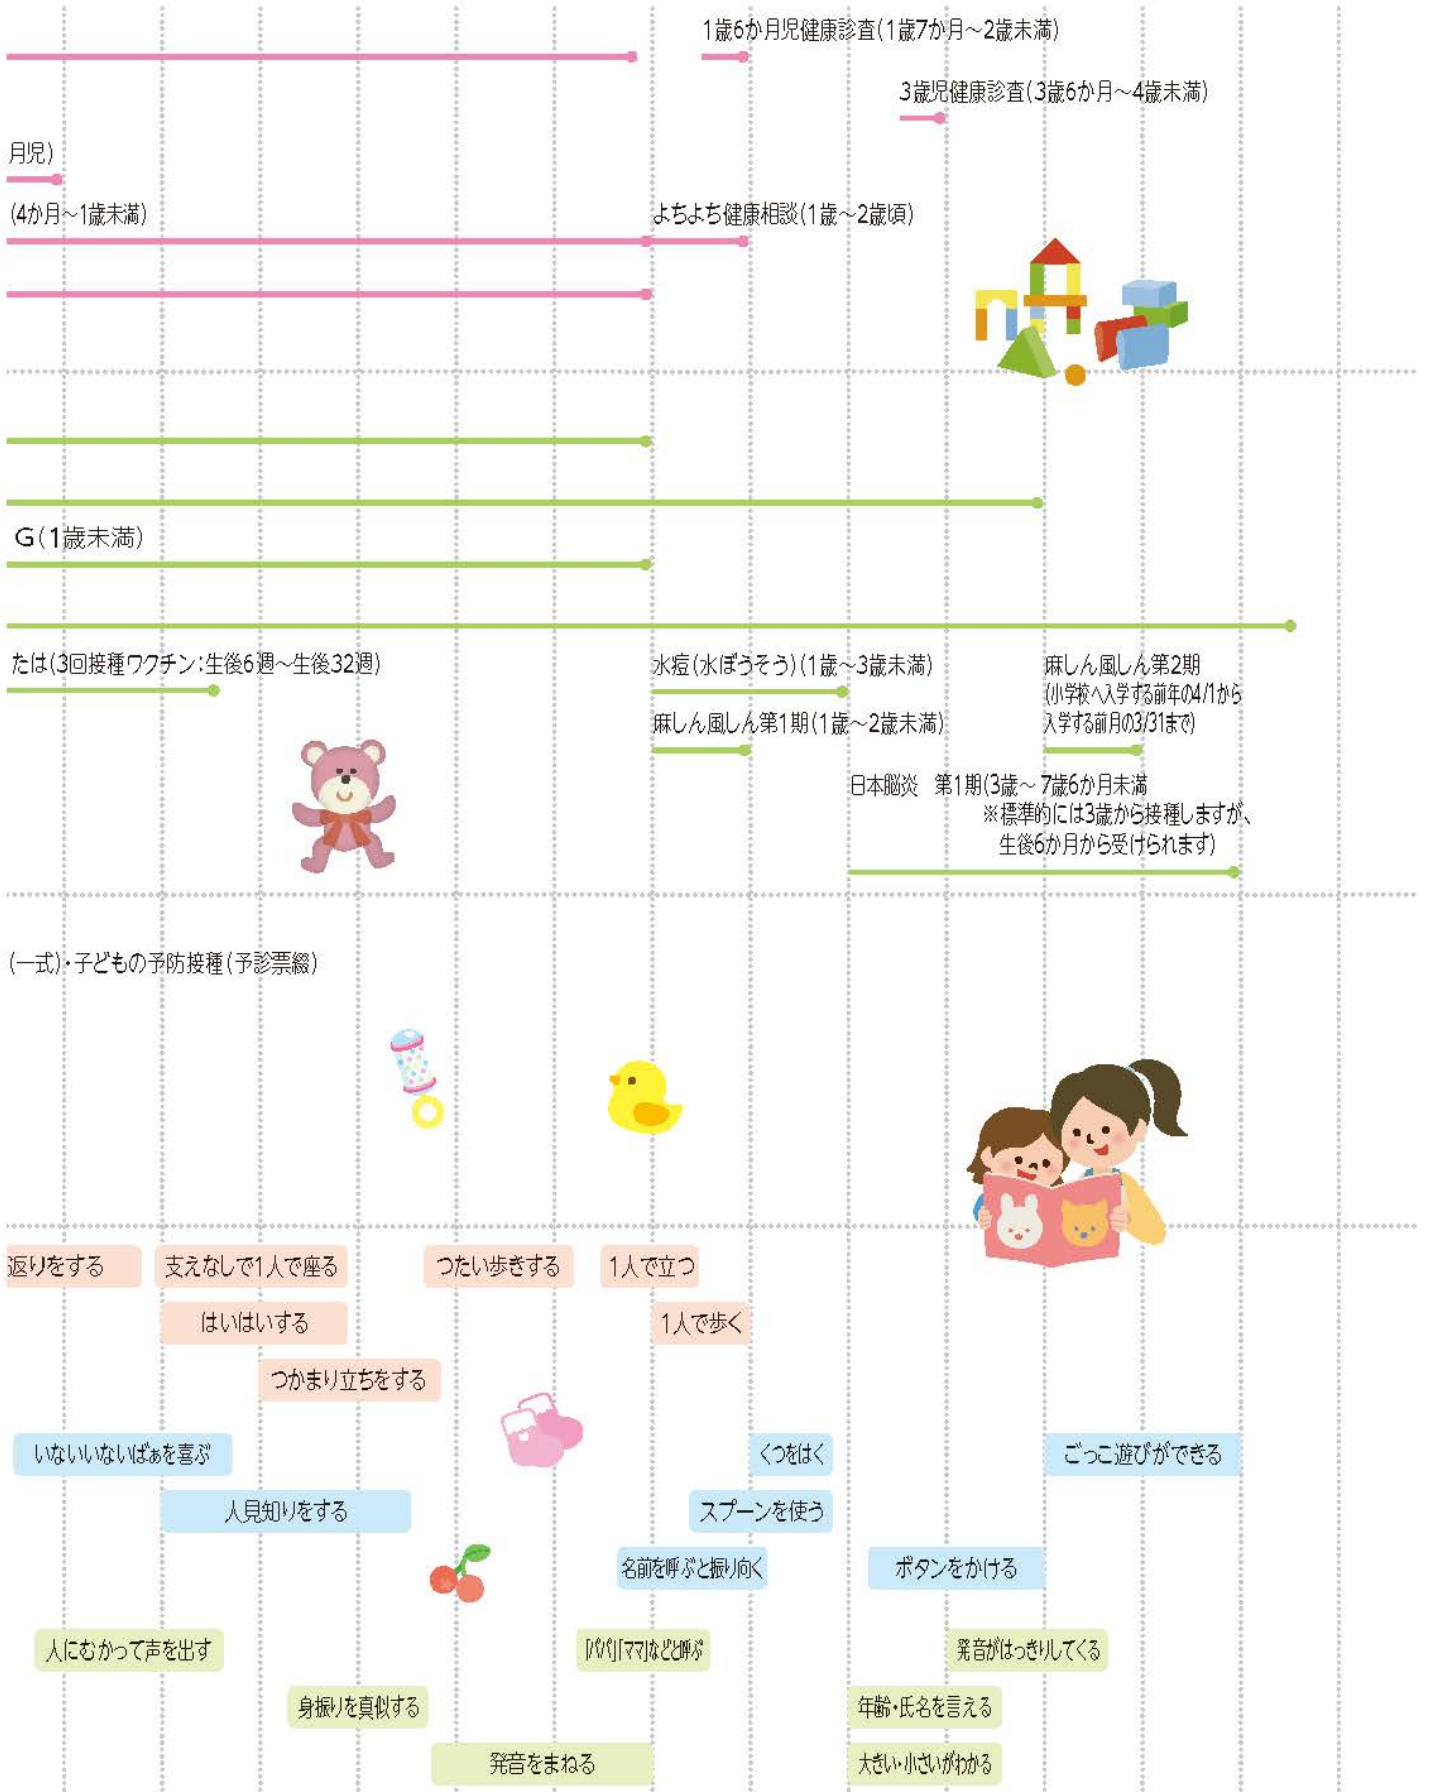 1歳6か月児健康診査(1歳7か月～2歳未満)
3歳児健康診査(3歳6か月～4歳未満)
月児)
(4か月～1歳未満)
よちよち健康相談(1歳～2歳頃)
G(1歳未満)
たは(3回接種ワクチン:生後6週～生後32週)
水痘(水ぼうそう)(1歳～3歳未満)
麻しん風しん第2期
(小学校へ入学する前年の4/1から
入学する前月の3/31まで)
麻しん風しん第1期(1歳～2歳未満)
日本脳炎　第1期(3歳～7歳6か月未満
※標準的には3歳から接種しますが、
生後6か月から受けられます)
(一式)・子どもの予防接種(予診票綴)
返りをする
支えなしで1人で座る
つたい歩きする
1人で立つ
はいはいする
1人で歩く
つかまり立ちをする
いないいないばぁを喜ぶ
くつをはく
ごっこ遊びができる
人見知りをする
スプーンを使う
名前を呼ぶと振り向く
ボタンをかける
人にむかって声を出す
「パパ」「ママ」などと呼ぶ
発音がはっきりしてくる
身振りを真似する
年齢・氏名を言える
発音をまねる
大きい・小さいがわかる